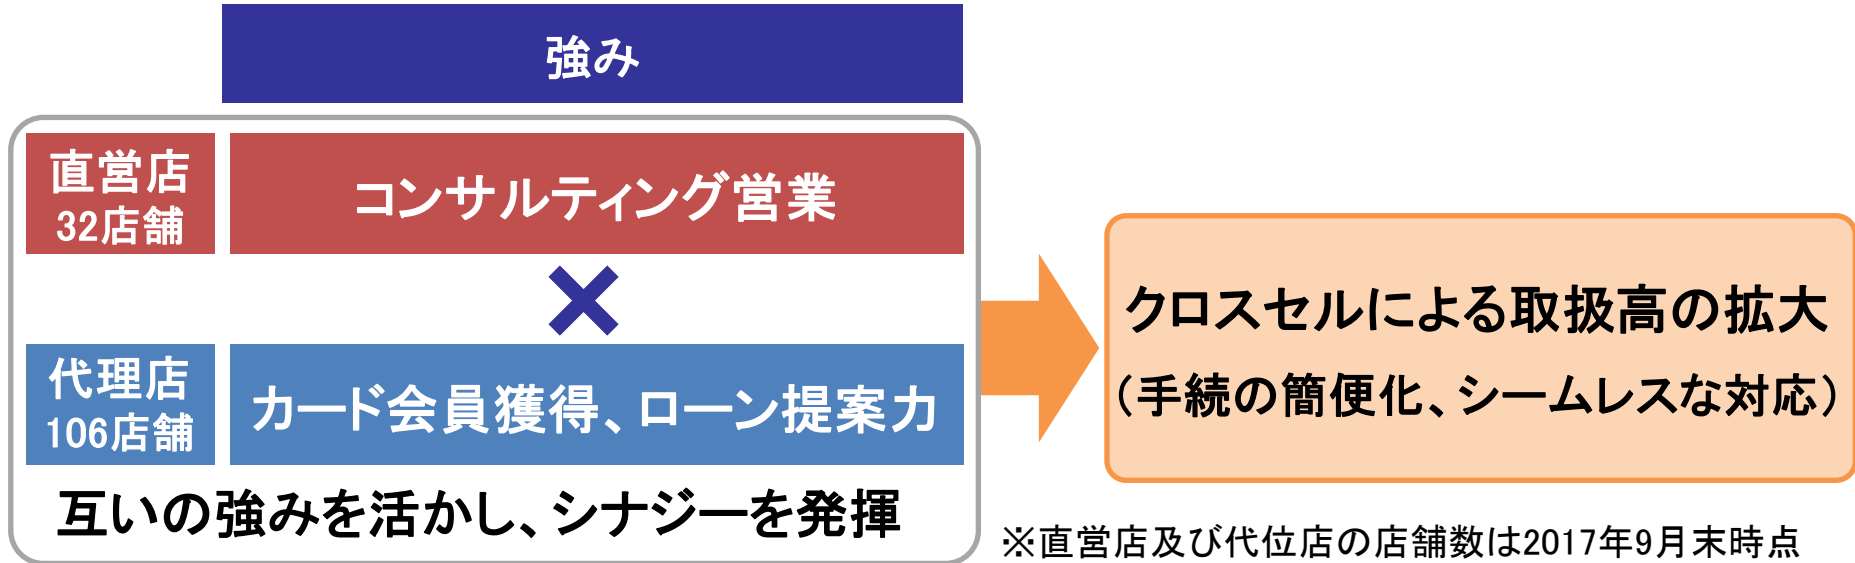 強み
直営店
32店舗
コンサルティング営業
×
代理店
106店舗
カード会員獲得、ローン提案力
互いの強みを活かし、シナジーを発揮
クロスセルによる取扱高の拡大
（手続の簡便化、シームレスな対応）
※直営店及び代位店の店舗数は2017年9月末時点